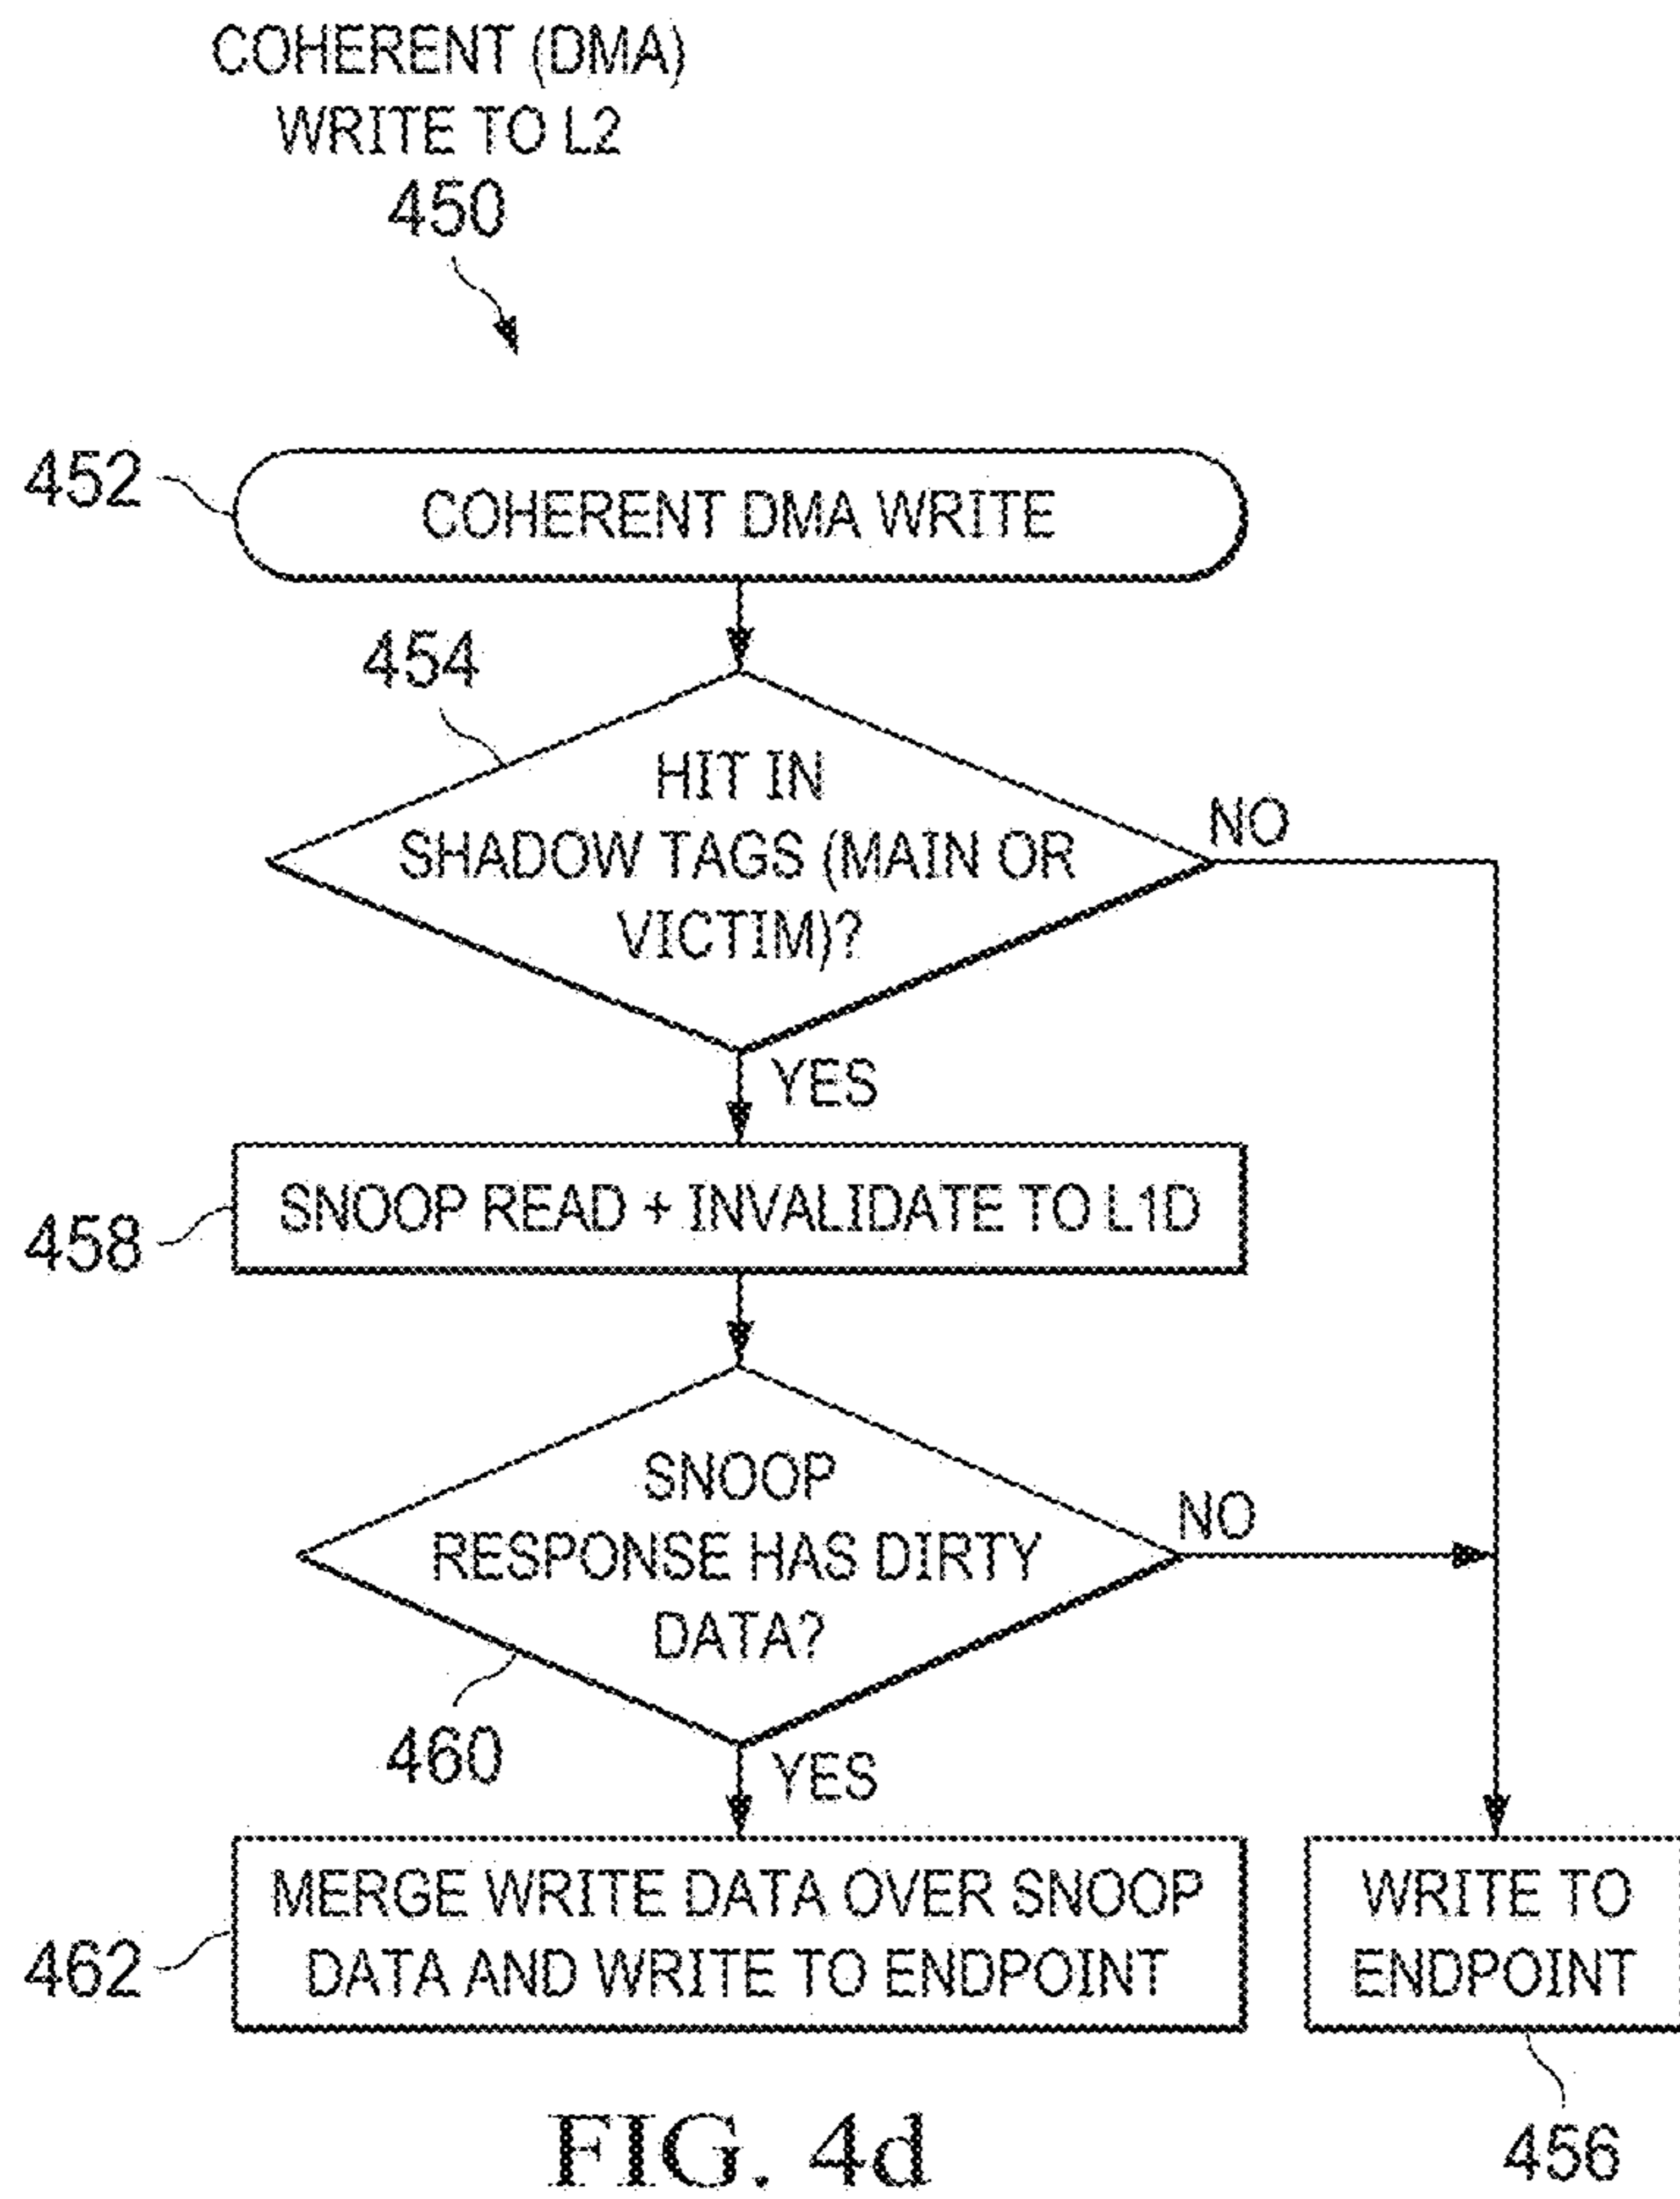 COHERENT (DMA)
WRITE TO L2
450
452
COHERENT DMA WRITE
454
HIT IN
SHADOW TAGS (MAIN OR
VICTIM)?
NO
YES
458
SNOOP READ + INVALIDATE TO L1D
SNOOP
RESPONSE HAS DIRTY
DATA?
NO
460
YES
462
MERGE WRITE DATA OVER SNOOP
DATA AND WRITE TO ENDPOINT
WRITE TO
ENDPOINT
456
FIG. 4d